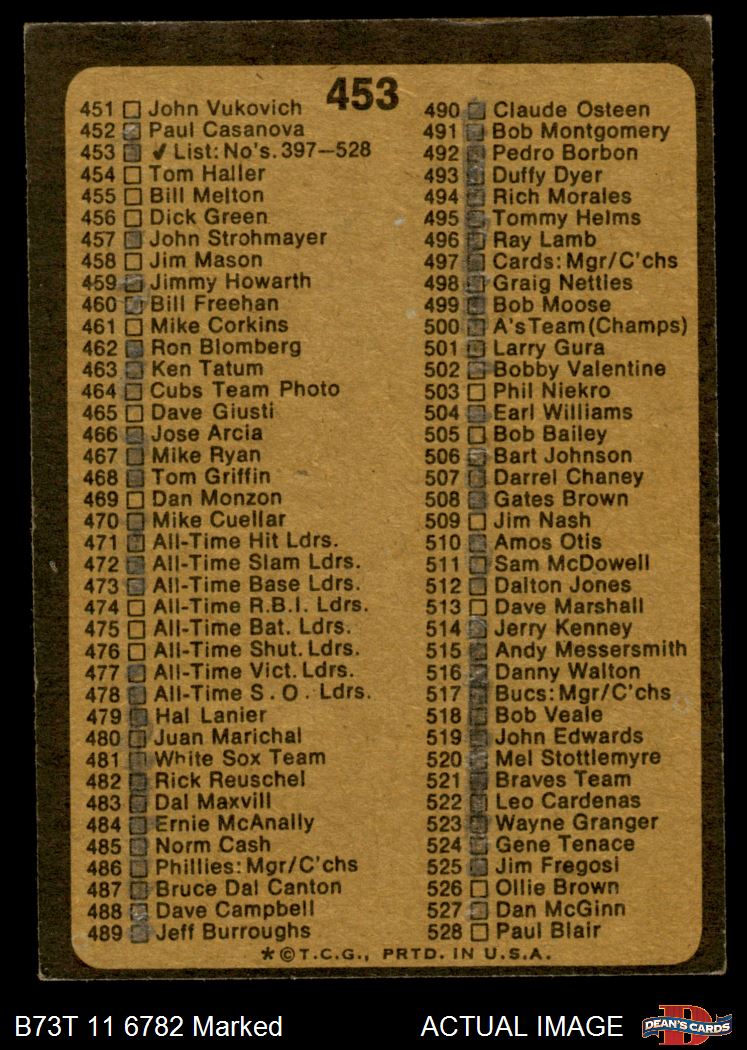 453
451 John Vukovich
452 Paul Casanova
453 ✓ List: No's. 397—528
454 Tom Haller
455 Bill Melton
456 Dick Green
457 John Strohmayer
458 Jim Mason
459 Jimmy Howarth
460 Bill Freehan
461 Mike Corkins
462 Ron Blomberg
463 Ken Tatum
464 Cubs Team Photo
465 Dave Giusti
466 Jose Arcia
467 Mike Ryan
468 Tom Griffin
469 Dan Monzon
470 Mike Cuellar
471 All-Time Hit Ldrs.
472 All-Time Slam Ldrs.
473 All-Time Base Ldrs.
474 All-Time R.B.I. Ldrs.
475 All-Time Bat. Ldrs.
476 All-Time Shut. Ldrs.
477 All-Time Vict. Ldrs.
478 All-Time S.O. Ldrs.
479 Hal Lanier
480 Juan Marichal
481 White Sox Team
482 Rick Reuschel
483 Dal Maxvill
484 Ernie McAnally
485 Norm Cash
486 Phillies: Mgr/C'chs
487 Bruce Dal Canton
488 Dave Campbell
489 Jeff Burroughs
490 Claude Osteen
491 Bob Montgomery
492 Pedro Borbon
493 Duffy Dyer
494 Rich Morales
495 Tommy Helms
496 Ray Lamb
497 Cards: Mgr/C'chs
498 Graig Nettles
499 Bob Moose
500 A's Team (Champs)
501 Larry Gura
502 Bobby Valentine
503 Phil Niekro
504 Earl Williams
505 Bob Bailey
506 Bart Johnson
507 Darrel Chaney
508 Gates Brown
509 Jim Nash
510 Amos Otis
511 Sam McDowell
512 Dalton Jones
513 Dave Marshall
514 Jerry Kenney
515 Andy Messersmith
516 Danny Walton
517 Bucs: Mgr/C'chs
518 Bob Veale
519 John Edwards
520 Mel Stottlemyre
521 Braves Team
522 Leo Cardenas
523 Wayne Granger
524 Gene Tenace
525 Jim Fregosi
526 Ollie Brown
527 Dan McGinn
528 Paul Blair
*©T.C.G., PRTD. IN U.S.A.
B73T 11 6782 Marked
ACTUAL IMAGE
D
DEAN'S CARDS